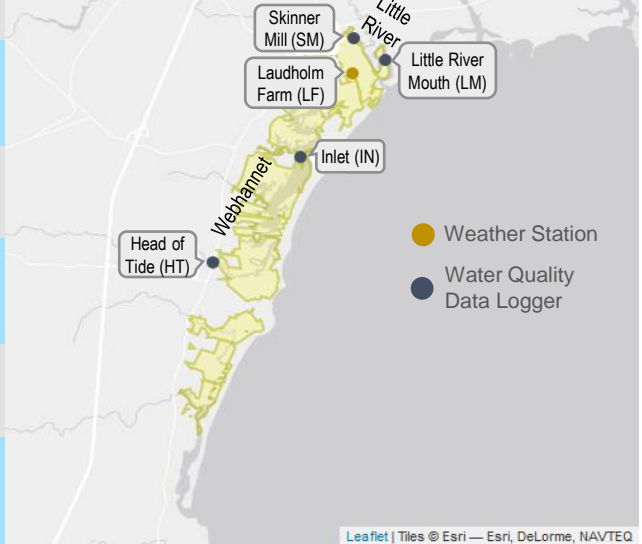 Little
River
Skinner
Mill (SM)
Little River
Mouth (LM)
Laudholm
Farm (LF)
Inlet (IN)
Webhannet
Head of
Tide (HT)
Weather Station
Water Quality
Data Logger
Leaflet | Tiles © Esri — Esri, DeLorme, NAVTEQ